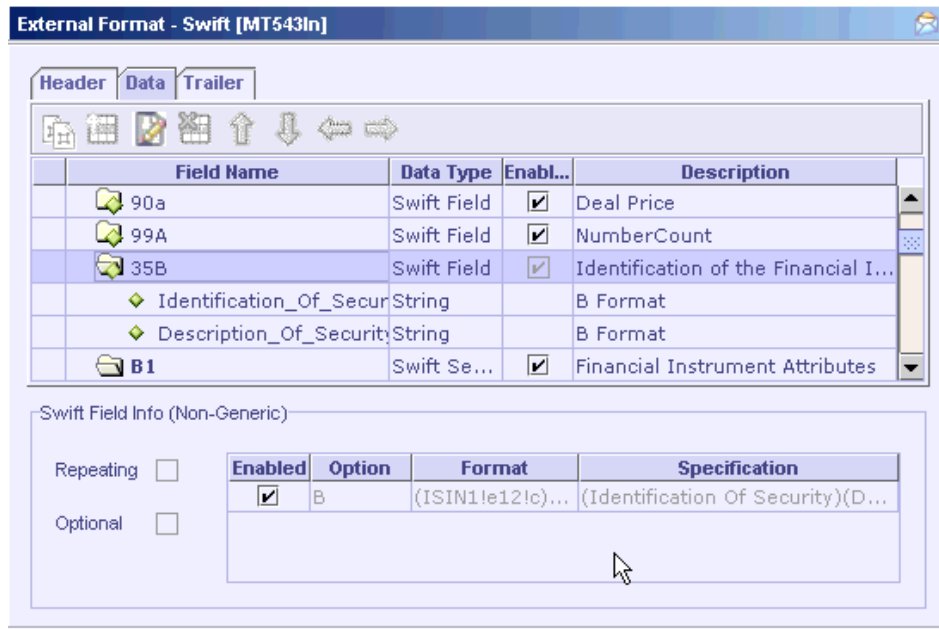 External Format - Swift [MT543In]
Header Data Trailer
Field Name Data Type Enabl... Description
90a Swift Field Deal Price
99A Swift Field NumberCount
35B Swift Field Identification of the Financial I...
Identification_Of_Secur String B Format
Description_Of_Security String B Format
B1 Swift Se... Financial Instrument Attributes
Swift Field Info (Non-Generic)
Repeating
Optional
Enabled Option Format Specification
B (ISIN1!e12!c)... (Identification Of Security)(D...